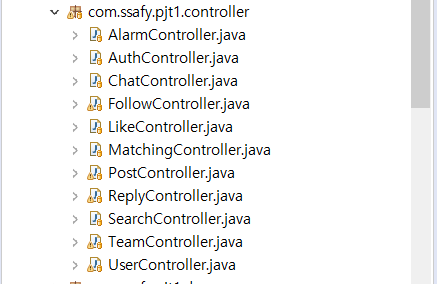 com.ssafy.pjt1.controller
AlarmController.java
AuthController.java
ChatController.java
FollowController.java
LikeController.java
MatchingController.java
PostController.java
ReplyController.java
SearchController.java
TeamController.java
UserController.java